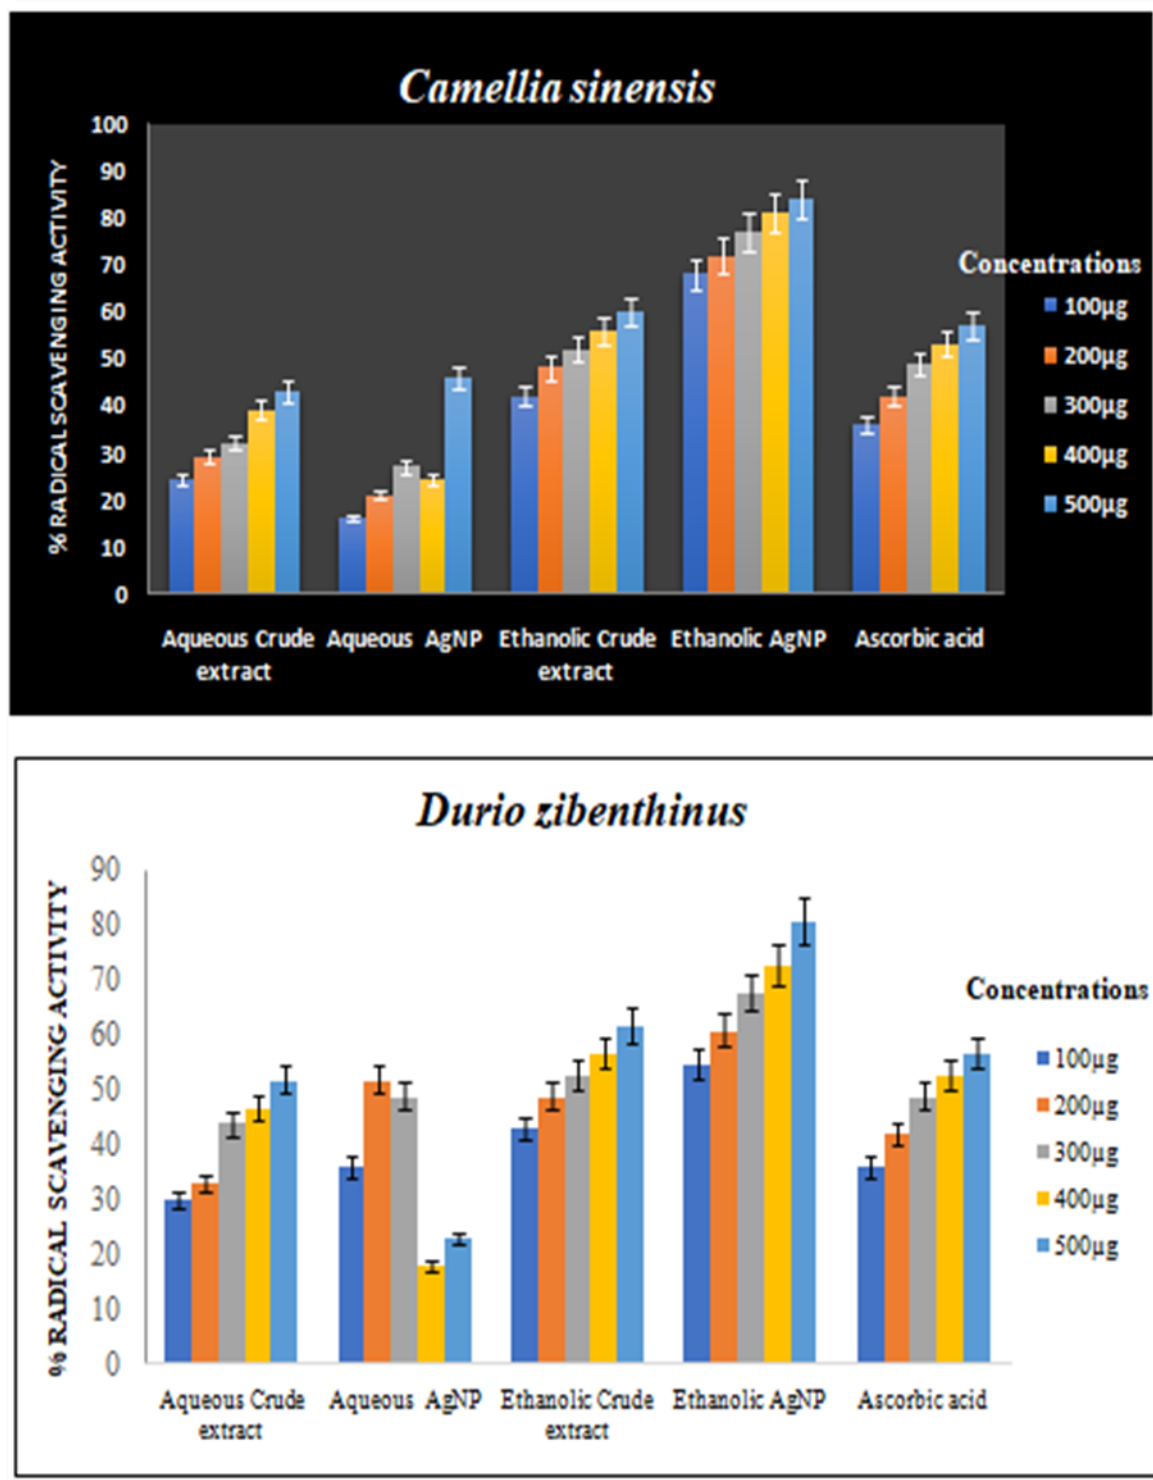 Camellia sinensis
% RADICAL SCAVENGING ACTIVITY
100
90
80
70
60
50
40
30
20
10
0
Aqueous Crude extract
Aqueous AgNP
Ethanolic Crude extract
Ethanolic AgNP
Ascorbic acid
Concentrations
100µg
200µg
300µg
400µg
500µg
Durio zibenthinus
% RADICAL SCAVENGING ACTIVITY
90
80
70
60
50
40
30
20
10
0
Aqueous Crude extract
Aqueous AgNP
Ethanolic Crude extract
Ethanolic AgNP
Ascorbic acid
Concentrations
100µg
200µg
300µg
400µg
500µg